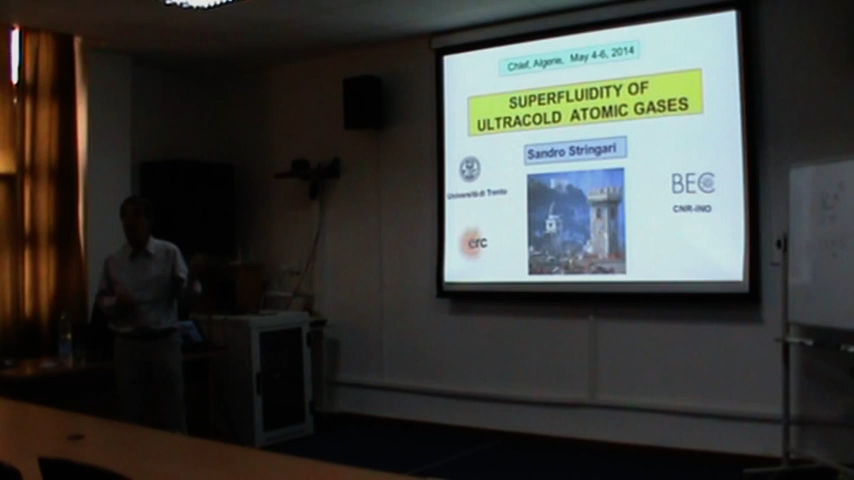 Chlef, Algerie, May 4-6, 2014
SUPERFLUIDITY OF
ULTRACOLD ATOMIC GASES
Sandro Stringari
Università di Trento
BEC
CNR-INO
erc